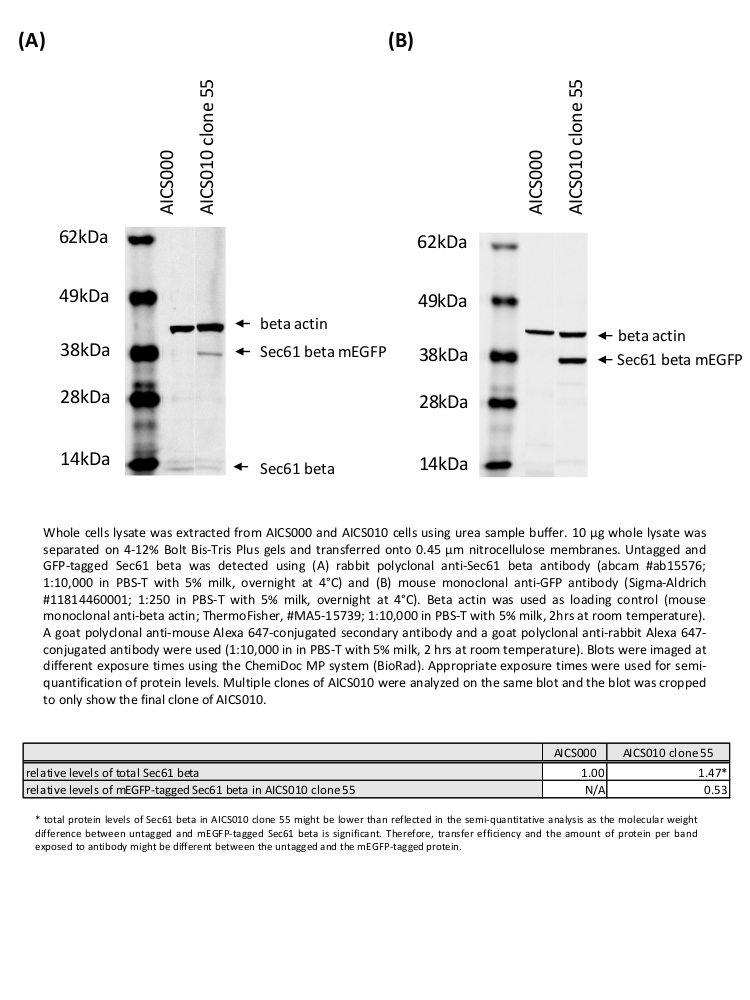 (A)
(B)
AICS000
AICS010 clone 55
AICS000
AICS010 clone 55
62kDa
49kDa
38kDa
28kDa
14kDa
beta actin
Sec61 beta mEGFP
Sec61 beta
62kDa
49kDa
38kDa
28kDa
14kDa
beta actin
Sec61 beta mEGFP
Whole cells lysate was extracted from AICS000 and AICS010 cells using urea sample buffer. 10 µg whole lysate was
separated on 4-12% Bolt Bis-Tris Plus gels and transferred onto 0.45 µm nitrocellulose membranes. Untagged and
GFP-tagged Sec61 beta was detected using (A) rabbit polyclonal anti-Sec61 beta antibody (abcam #ab15576;
1:10,000 in PBS-T with 5% milk, overnight at 4°C) and (B) mouse monoclonal anti-GFP antibody (Sigma-Aldrich
#11814460001; 1:250 in PBS-T with 5% milk, overnight at 4°C). Beta actin was used as loading control (mouse
monoclonal anti-beta actin; ThermoFisher, #MA5-15739; 1:10,000 in PBS-T with 5% milk, 2hrs at room temperature).
A goat polyclonal anti-mouse Alexa 647-conjugated secondary antibody and a goat polyclonal anti-rabbit Alexa 647-
conjugated antibody were used (1:10,000 in in PBS-T with 5% milk, 2 hrs at room temperature). Blots were imaged at
different exposure times using the ChemiDoc MP system (BioRad). Appropriate exposure times were used for semi-
quantification of protein levels. Multiple clones of AICS010 were analyzed on the same blot and the blot was cropped
to only show the final clone of AICS010.
AICS000 AICS010 clone 55
relative levels of total Sec61 beta 1.00 1.47*
relative levels of mEGFP-tagged Sec61 beta in AICS010 clone 55 N/A 0.53
* total protein levels of Sec61 beta in AICS010 clone 55 might be lower than reflected in the semi-quantitative analysis as the molecular weight
difference between untagged and mEGFP-tagged Sec61 beta is significant. Therefore, transfer efficiency and the amount of protein per band
exposed to antibody might be different between the untagged and the mEGFP-tagged protein.